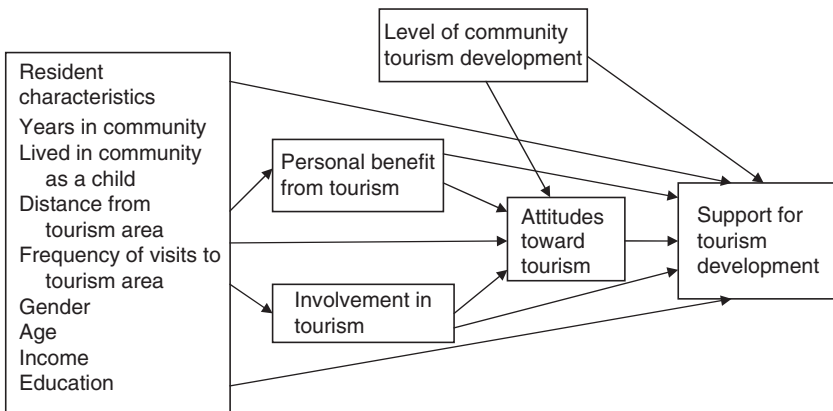 Resident
characteristics
Years in community
Lived in community
as a child
Distance from
tourism area
Frequency of visits to
tourism area
Gender
Age
Income
Education
Personal benefit
from tourism
Involvement in
tourism
Level of community
tourism development
Attitudes
toward
tourism
Support for
tourism
development